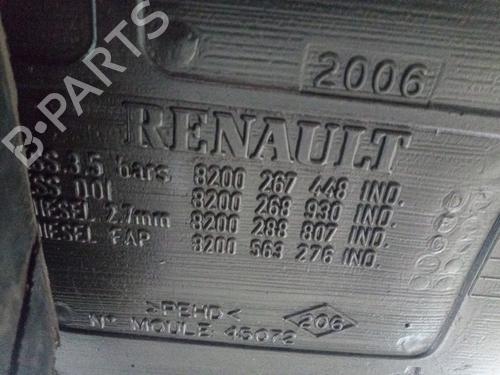 2006
B·PARTS
RENAULT
ESS 3.5 bars 8200 267 448 IND.
ESS DOI 8200 268 930 IND.
DIESEL 2.7mm 8200 288 807 IND.
DIESEL FAP 8200 563 276 IND.
>PEHD< 206
N° MOULE 45072